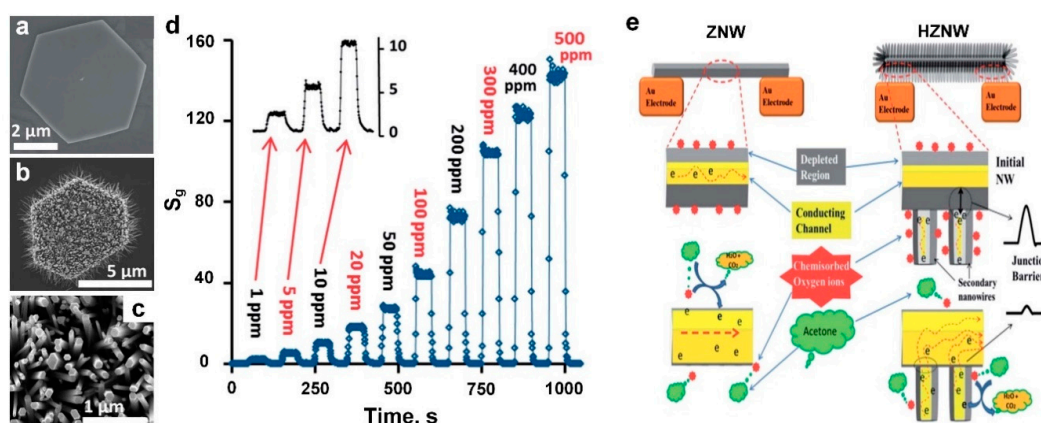 a
2 µm
b
5 µm
c
1 µm
d
S_g
160
120
80
40
0
10
5
0
1 ppm
5 ppm
10 ppm
20 ppm
50 ppm
100 ppm
200 ppm
300 ppm
400
ppm
500
ppm
0
250
500
750
1000
Time, s
e
ZNW
HZNW
Au
Electrode
Au
Electrode
Au
Electrode
Au
Electrode
e e e
Depleted
Region
Conducting
Channel
Chemisorbed
Oxygen ions
Acetone
Initial
NW
Junction
Barrier
Secondary
nanowires
H₂O +
CO₂
H₂O +
CO₂